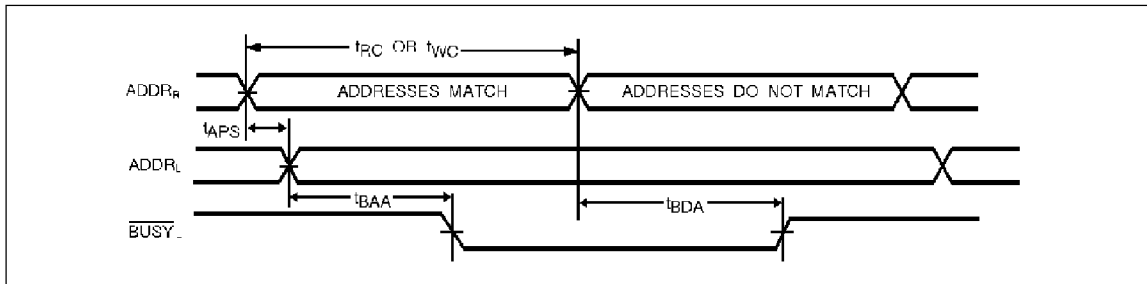 tRC OR tWC
ADDRR ADDRESSES MATCH ADDRESSES DO NOT MATCH
tAPS
ADDRL
tBAA
tBDA
BUSYL